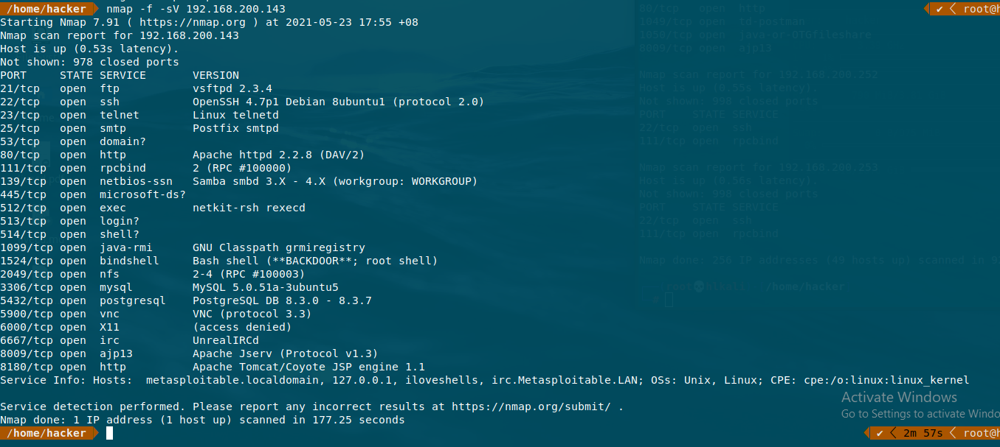 /home/hacker nmap -f -sV 192.168.200.143 ✔ root@
Starting Nmap 7.91 ( https://nmap.org ) at 2021-05-23 17:55 +08
Nmap scan report for 192.168.200.143
Host is up (0.53s latency).
Not shown: 978 closed ports
PORT     STATE SERVICE      VERSION
21/tcp   open  ftp          vsftpd 2.3.4
22/tcp   open  ssh          OpenSSH 4.7p1 Debian 8ubuntu1 (protocol 2.0)
23/tcp   open  telnet       Linux telnetd
25/tcp   open  smtp         Postfix smtpd
53/tcp   open  domain?
80/tcp   open  http         Apache httpd 2.2.8 (DAV/2)
111/tcp  open  rpcbind      2 (RPC #100000)
139/tcp  open  netbios-ssn  Samba smbd 3.X - 4.X (workgroup: WORKGROUP)
445/tcp  open  microsoft-ds?
512/tcp  open  exec         netkit-rsh rexecd
513/tcp  open  login?
514/tcp  open  shell?
1099/tcp open  java-rmi     GNU Classpath grmiregistry
1524/tcp open  bindshell    Bash shell (**BACKDOOR**; root shell)
2049/tcp open  nfs          2-4 (RPC #100003)
3306/tcp open  mysql        MySQL 5.0.51a-3ubuntu5
5432/tcp open  postgresql   PostgreSQL DB 8.3.0 - 8.3.7
5900/tcp open  vnc          VNC (protocol 3.3)
6000/tcp open  X11          (access denied)
6667/tcp open  irc          UnrealIRCd
8009/tcp open  ajp13        Apache Jserv (Protocol v1.3)
8180/tcp open  http         Apache Tomcat/Coyote JSP engine 1.1
Service Info: Hosts:  metasploitable.localdomain, 127.0.0.1, iloveshells, irc.Metasploitable.LAN; OSs: Unix, Linux; CPE: cpe:/o:linux:linux_kernel
Service detection performed. Please report any incorrect results at https://nmap.org/submit/ .
Nmap done: 1 IP address (1 host up) scanned in 177.25 seconds
/home/hacker ✔ 2m 57s root@
80/tcp   open  http
1049/tcp open  td-postman
1050/tcp open  java-or-OTGfileshare
8009/tcp open  ajp13
Nmap scan report for 192.168.200.252
Host is up (0.55s latency).
Not shown: 998 closed ports
PORT    STATE SERVICE
22/tcp  open  ssh
111/tcp open  rpcbind
Nmap scan report for 192.168.200.253
Host is up (0.56s latency).
Not shown: 998 closed ports
PORT    STATE SERVICE
22/tcp  open  ssh
111/tcp open  rpcbind
Nmap done: 256 IP addresses (49 hosts up) scanned in
/home/hacker
Activate Windows
Go to Settings to activate Windo